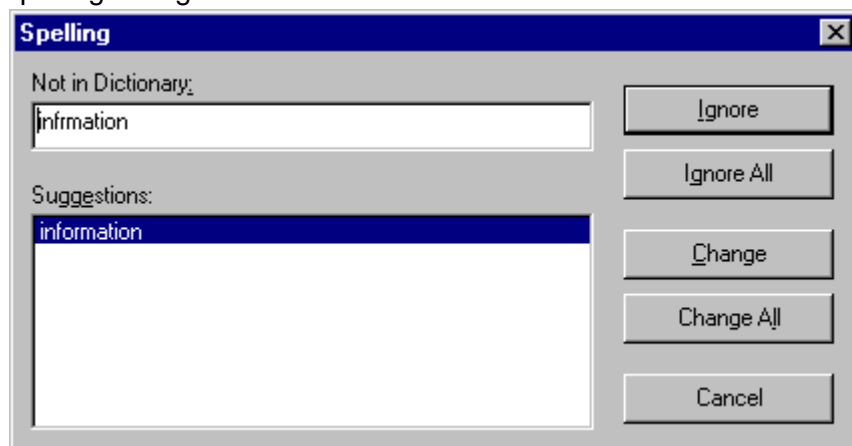 Spelling
Not in Dictionary:
infrmation
Suggestions:
information
Ignore
Ignore All
Change
Change All
Cancel